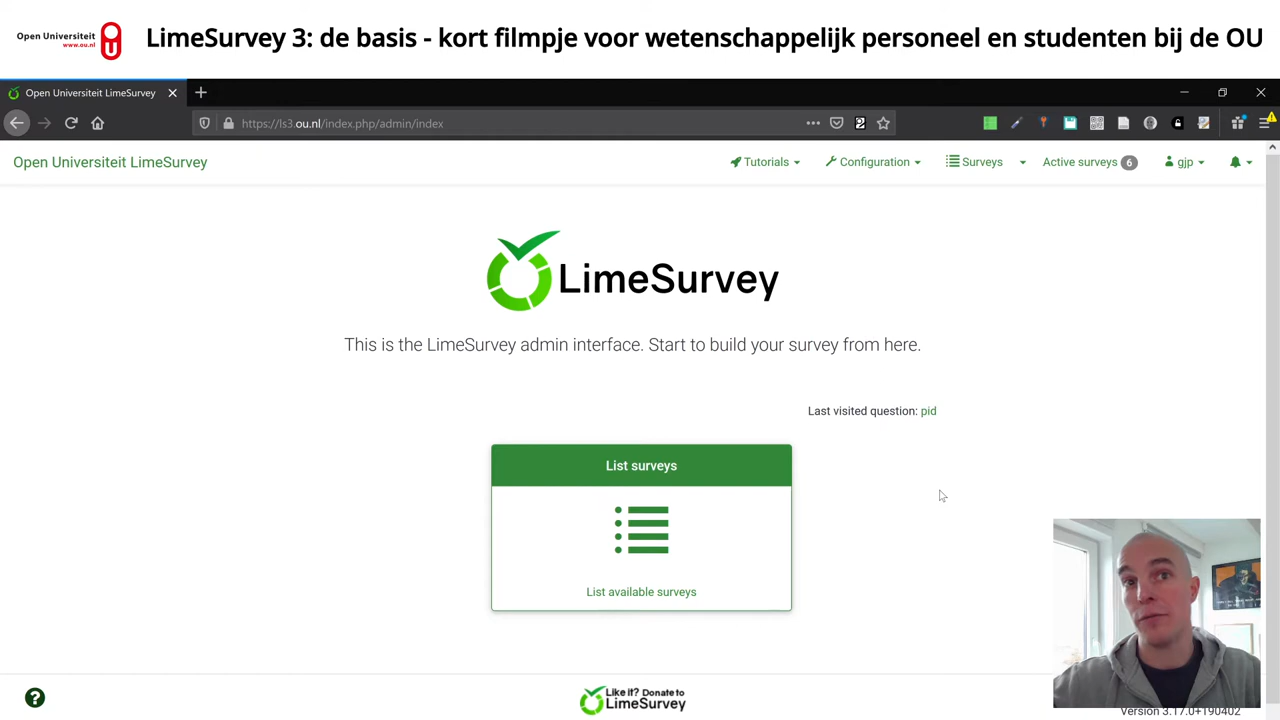 Open Universiteit
www.ou.nl
LimeSurvey 3: de basis - kort filmpje voor wetenschappelijk personeel en studenten bij de OU
Open Universiteit LimeSurvey
https://ls3.ou.nl/index.php/admin/index
Open Universiteit LimeSurvey
Tutorials
Configuration
Surveys
Active surveys 6
gjp
LimeSurvey
This is the LimeSurvey admin interface. Start to build your survey from here.
Last visited question: pid
List surveys
List available surveys
Like it? Donate to
LimeSurvey
Version 3.17.0+190402